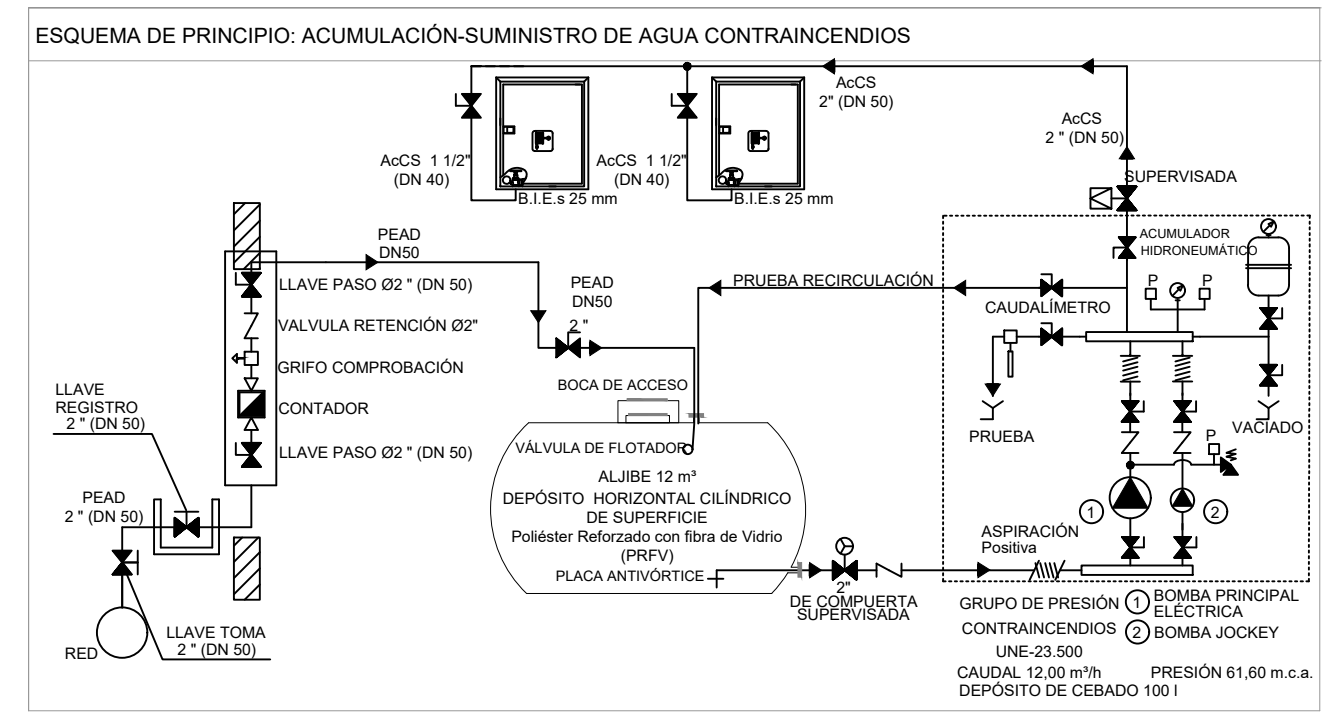 ESQUEMA DE PRINCIPIO: ACUMULACIÓN-SUMINISTRO DE AGUA CONTRAINCENDIOS
AcCS
2" (DN 50)
AcCS
2 " (DN 50)
AcCS 1 1/2"
(DN 40)
B.I.E.s 25 mm
AcCS 1 1/2"
(DN 40)
B.I.E.s 25 mm
SUPERVISADA
ACUMULADOR
HIDRONEUMÁTICO
PEAD
DN50
LLAVE PASO Ø2 " (DN 50)
VALVULA RETENCIÓN Ø2"
GRIFO COMPROBACIÓN
CONTADOR
LLAVE PASO Ø2 " (DN 50)
PEAD
DN50
2 "
PRUEBA RECIRCULACIÓN
CAUDALÍMETRO
P
P
PRUEBA
VACIADO
P
LLAVE
REGISTRO
2 " (DN 50)
PEAD
2 " (DN 50)
RED
LLAVE TOMA
2 " (DN 50)
BOCA DE ACCESO
VÁLVULA DE FLOTADOR
ALJIBE 12 m³
DEPÓSITO HORIZONTAL CILÍNDRICO
DE SUPERFICIE
Poliéster Reforzado con fibra de Vidrio
(PRFV)
PLACA ANTIVÓRTICE
2"
DE COMPUERTA
SUPERVISADA
ASPIRACIÓN
Positiva
1
2
GRUPO DE PRESIÓN
CONTRAINCENDIOS
UNE-23.500
1 BOMBA PRINCIPAL
ELÉCTRICA
2 BOMBA JOCKEY
CAUDAL 12,00 m³/h PRESIÓN 61,60 m.c.a.
DEPÓSITO DE CEBADO 100 l